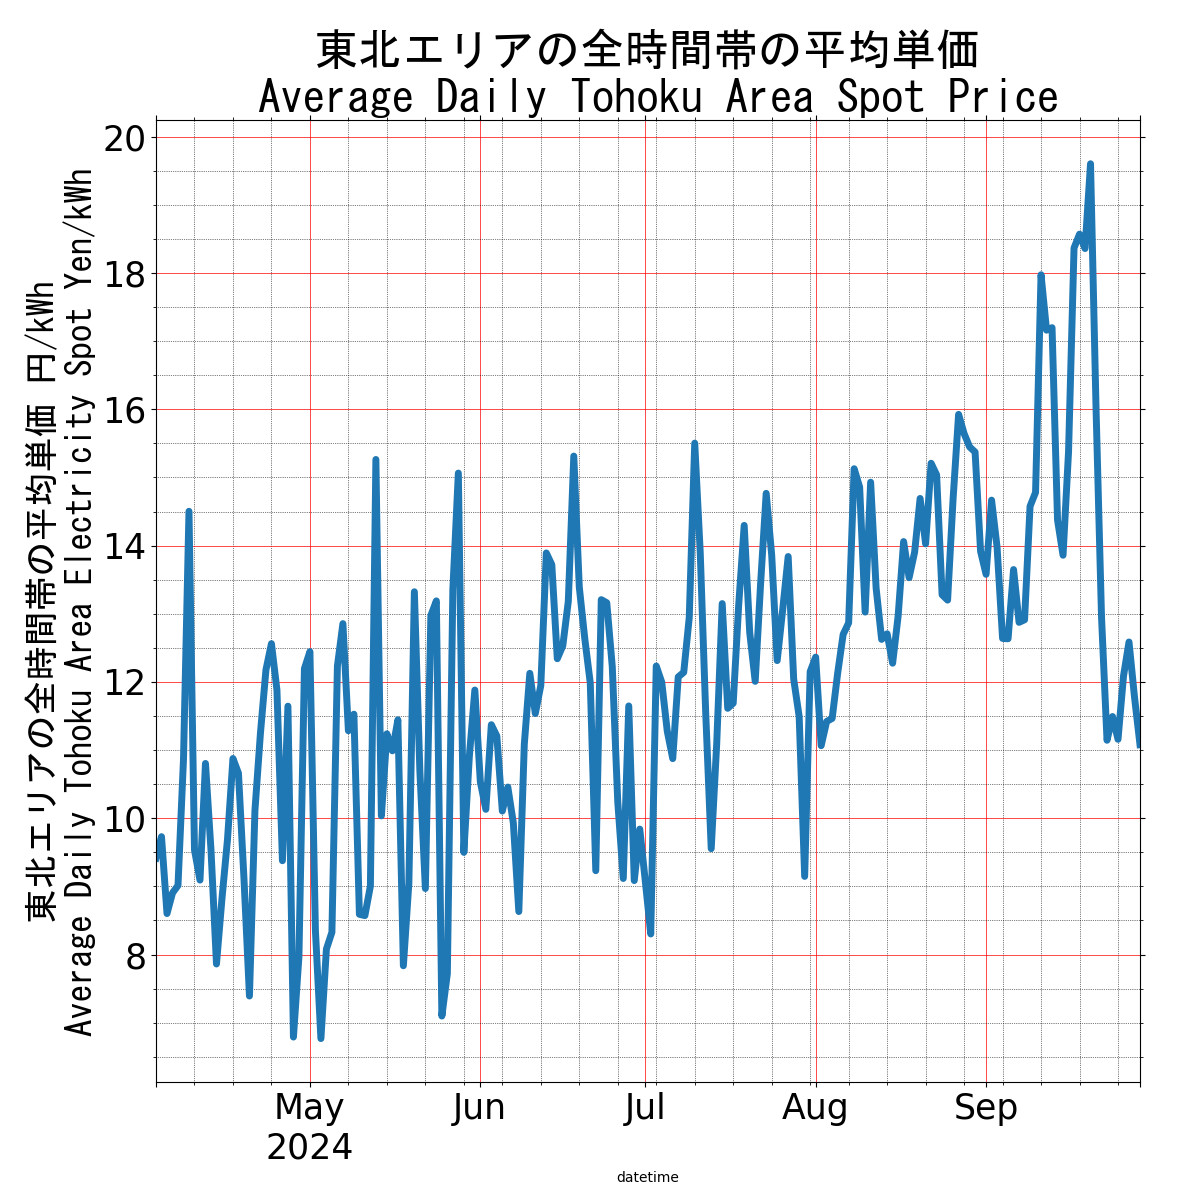 東北エリアの全時間帯の平均単価
Average Daily Tohoku Area Spot Price
東北エリアの全時間帯の平均単価 円/kWh
Average Daily Tohoku Area Electricity Spot Yen/kWh
20
18
16
14
12
10
8
May
2024
Jun
Jul
Aug
Sep
datetime